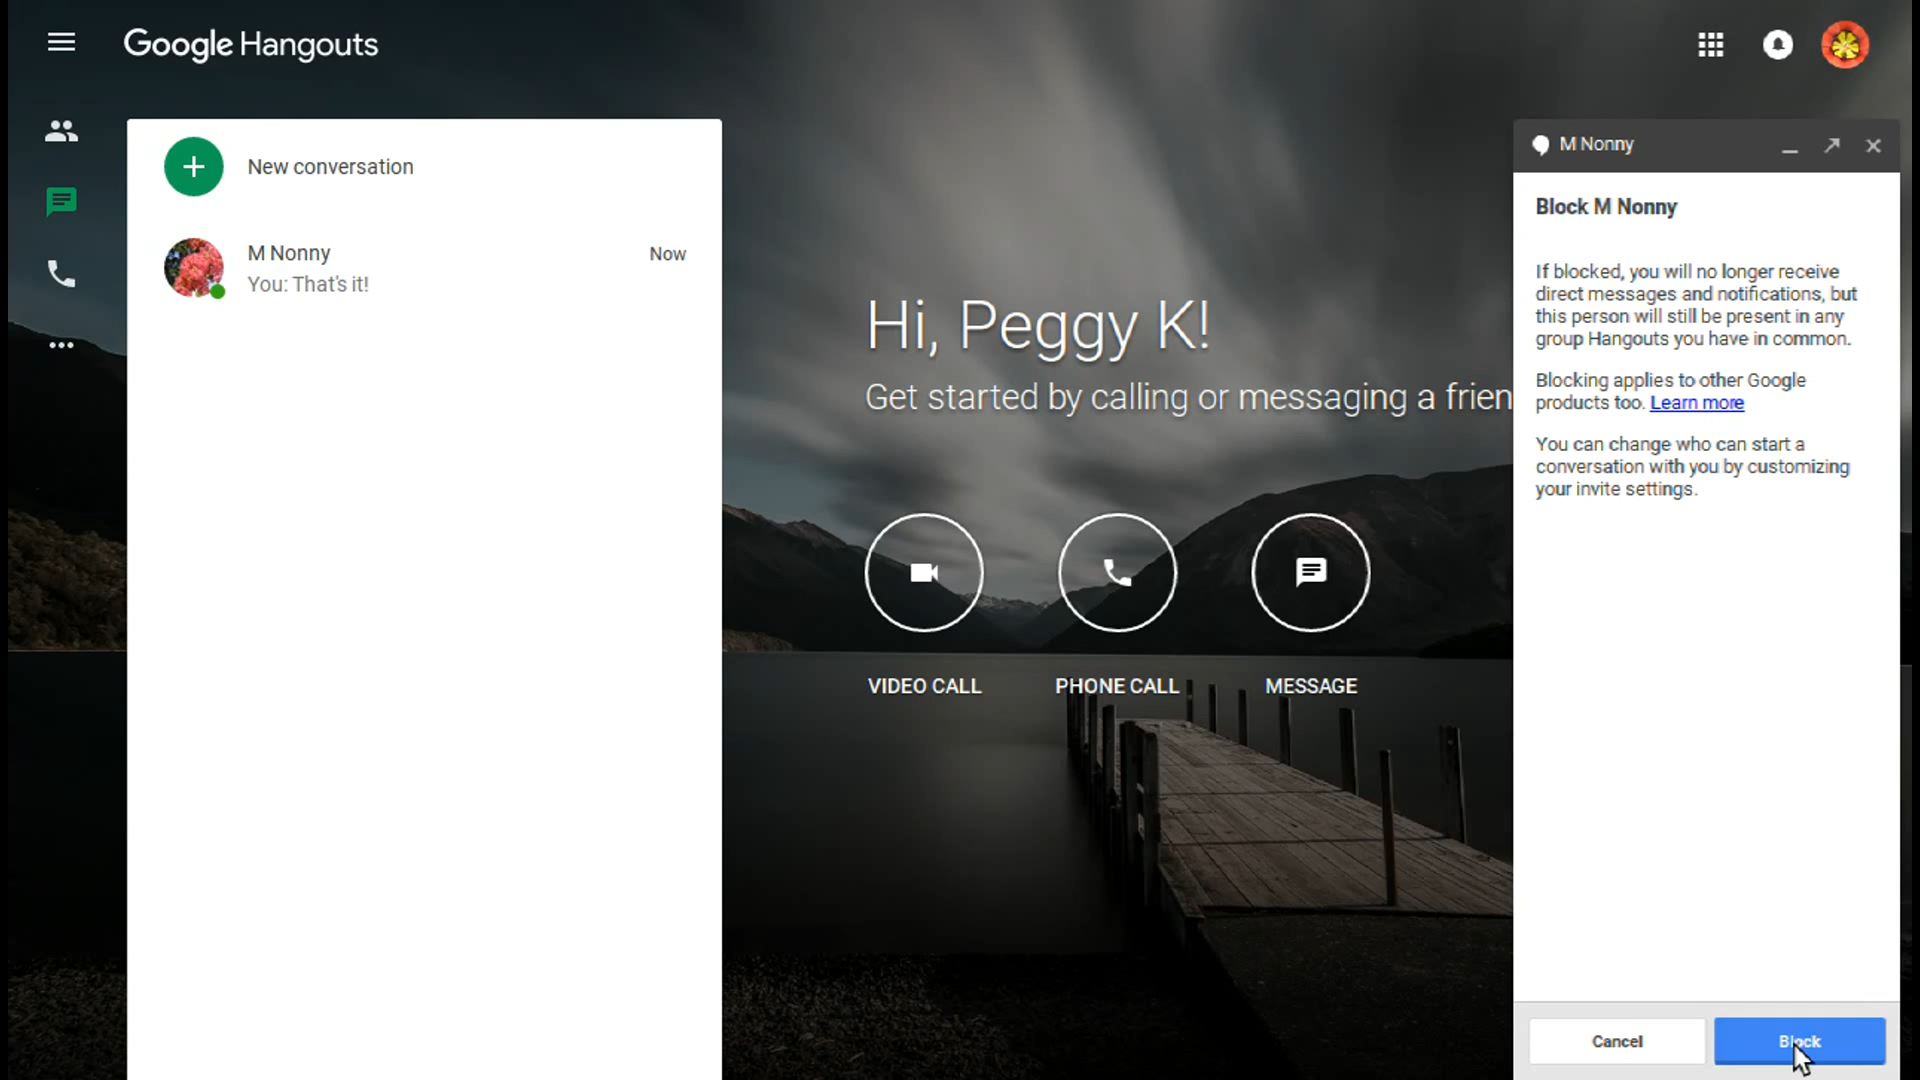 Google Hangouts
New conversation
M Nonny
Now
You: That's it!
Hi, Peggy K!
Get started by calling or messaging a frien
VIDEO CALL
PHONE CALL
MESSAGE
M Nonny
Block M Nonny
If blocked, you will no longer receive
direct messages and notifications, but
this person will still be present in any
group Hangouts you have in common.
Blocking applies to other Google
products too. Learn more
You can change who can start a
conversation with you by customizing
your invite settings.
Cancel
Block